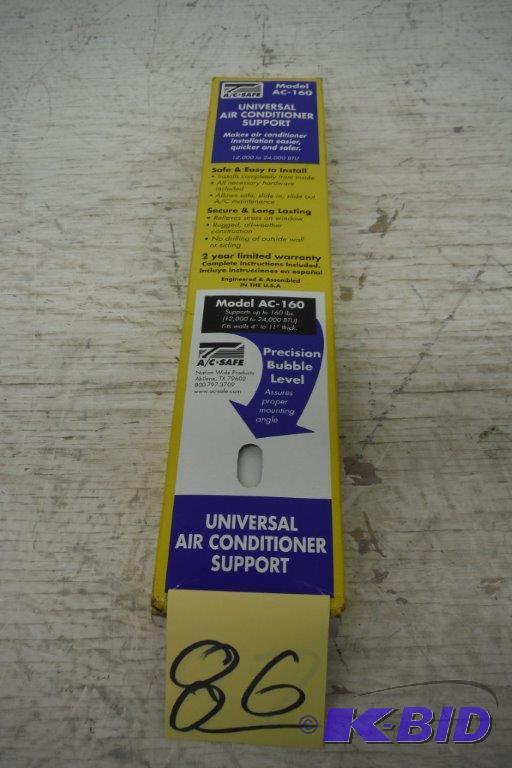 A/C•SAFE
Model
AC-160
UNIVERSAL
AIR CONDITIONER
SUPPORT
Makes air conditioner
installation easier,
quicker and safer.
12,000 to 24,000 BTU
Safe & Easy to Install
• Installs completely from inside
• All necessary hardware
included
• Allows safe, slide in, slide out
A/C maintenance
Secure & Long Lasting
• Relieves stress on window
• Rugged, all-weather
construction
• No drilling of outside wall
or siding
2 year limited warranty
Complete Instructions Included.
Incluye instrucciones en español
Engineered & Assembled
IN THE U.S.A
Model AC-160
Supports up to 160 lbs.
(12,000 to 24,000 BTU)
Fits walls 4" to 11" thick.
A/C•SAFE
Nation Wide Products
Abilene, TX 79602
800-797-3709
www.ac-safe.com
Precision
Bubble
Level
Assures
proper
mounting
angle
UNIVERSAL
AIR CONDITIONER
SUPPORT
86
© K-BID